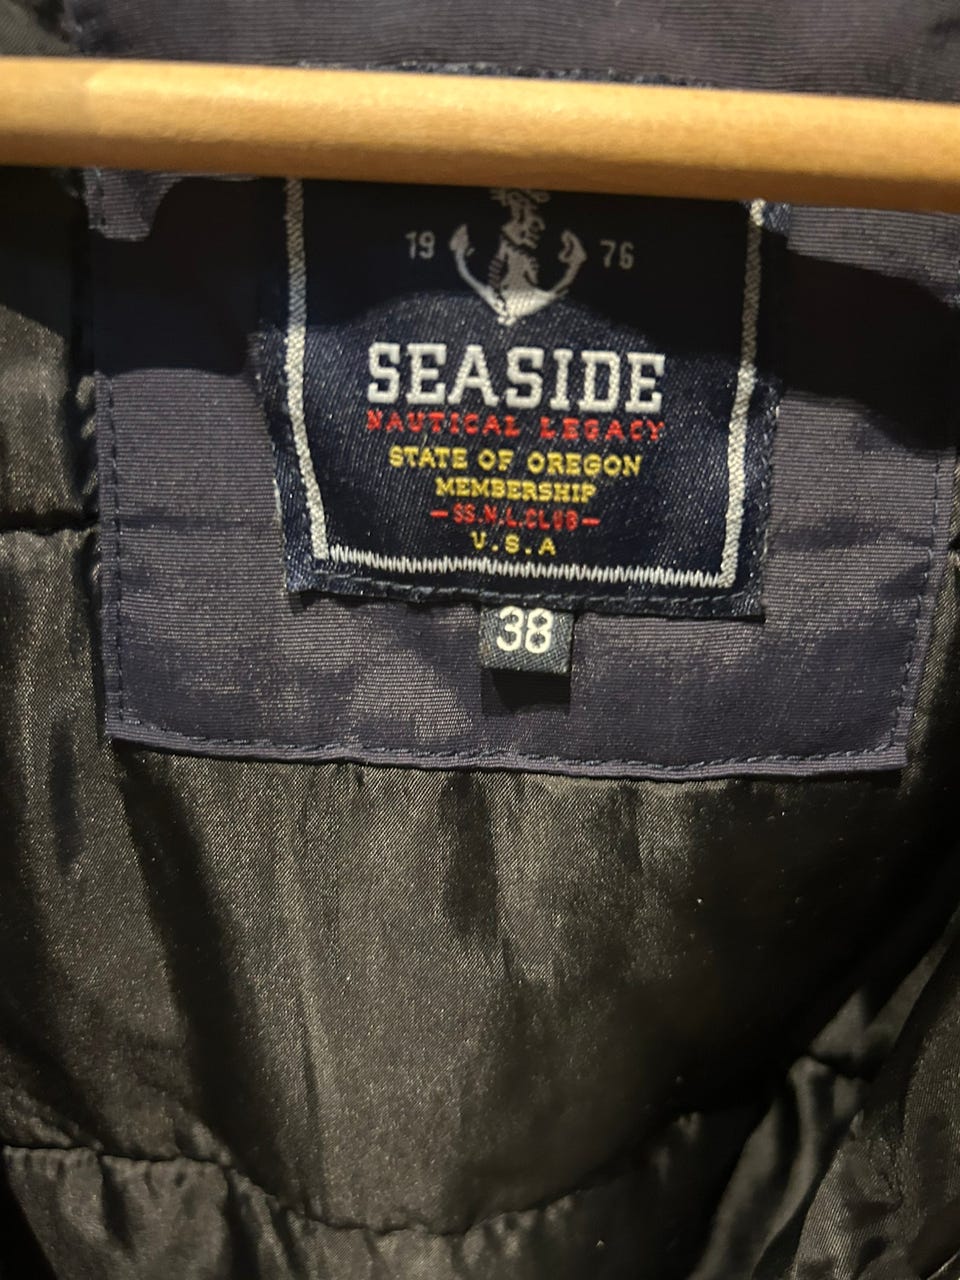 19 76
SEASIDE
NAUTICAL LEGACY
STATE OF OREGON
MEMBERSHIP
-SS.N.L.CLUB-
U.S.A
38